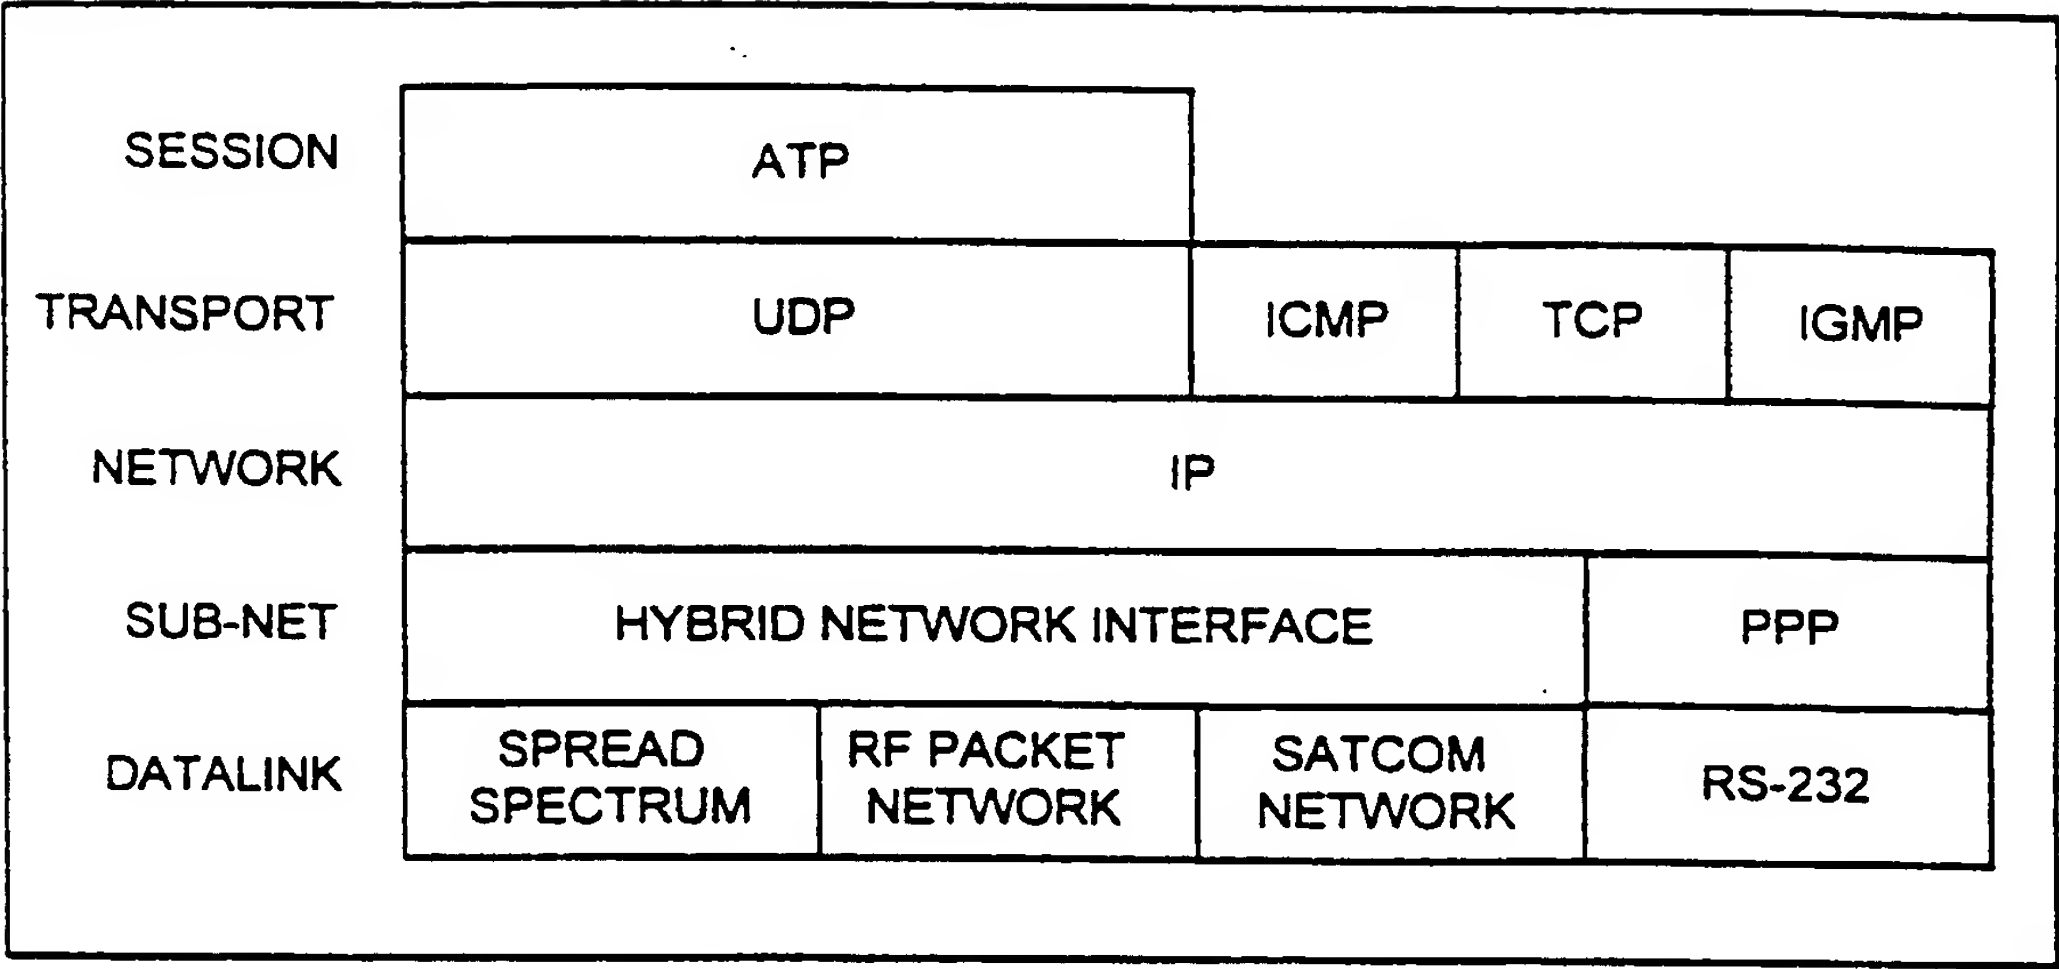 SESSION
ATP
TRANSPORT
UDP
ICMP
TCP
IGMP
NETWORK
IP
SUB-NET
HYBRID NETWORK INTERFACE
PPP
DATALINK
SPREAD
SPECTRUM
RF PACKET
NETWORK
SATCOM
NETWORK
RS-232